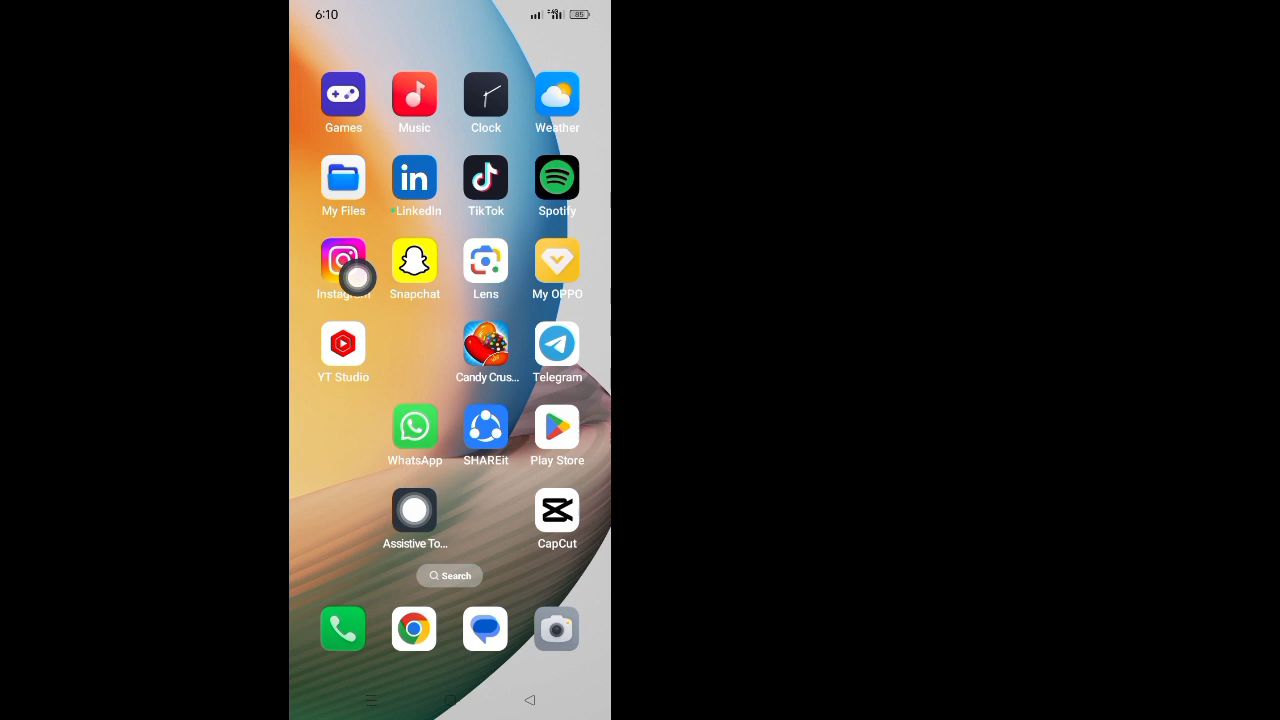 6:10
85
Games Music Clock Weather
My Files LinkedIn TikTok Spotify
Snapchat Lens My OPPO
YT Studio Candy Crus... Telegram
WhatsApp SHAREit Play Store
Assistive To... CapCut
Search